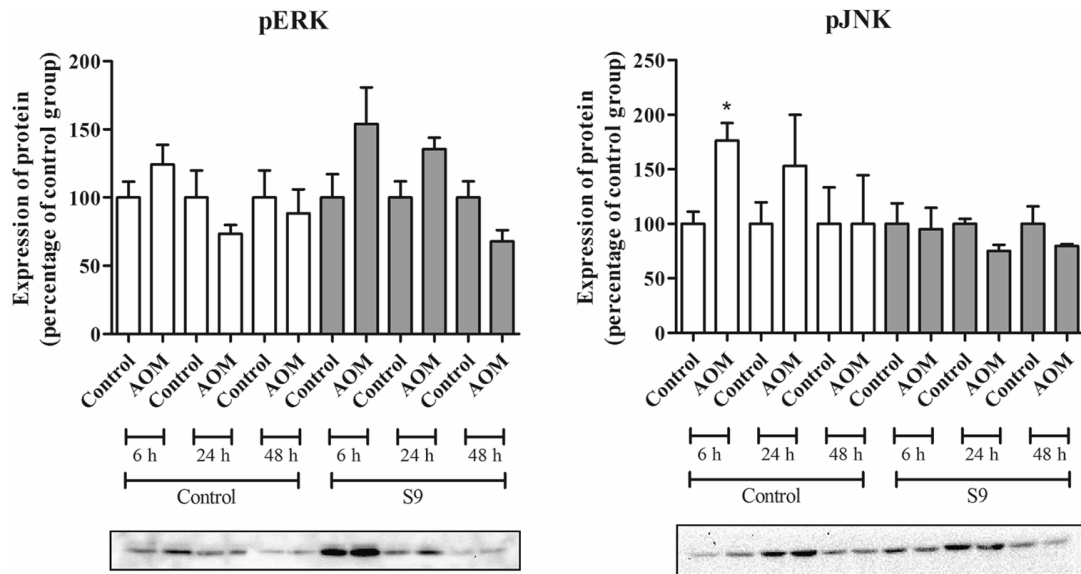 pERK
Expression of protein
(percentage of control group)
200
150
100
50
0
Control
AOM
Control
AOM
Control
AOM
Control
AOM
Control
AOM
Control
AOM
6 h
24 h
48 h
6 h
24 h
48 h
Control
S9
pJNK
Expression of protein
(percentage of control group)
250
200
150
100
50
0
*
Control
AOM
Control
AOM
Control
AOM
Control
AOM
Control
AOM
Control
AOM
6 h
24 h
48 h
6 h
24 h
48 h
Control
S9